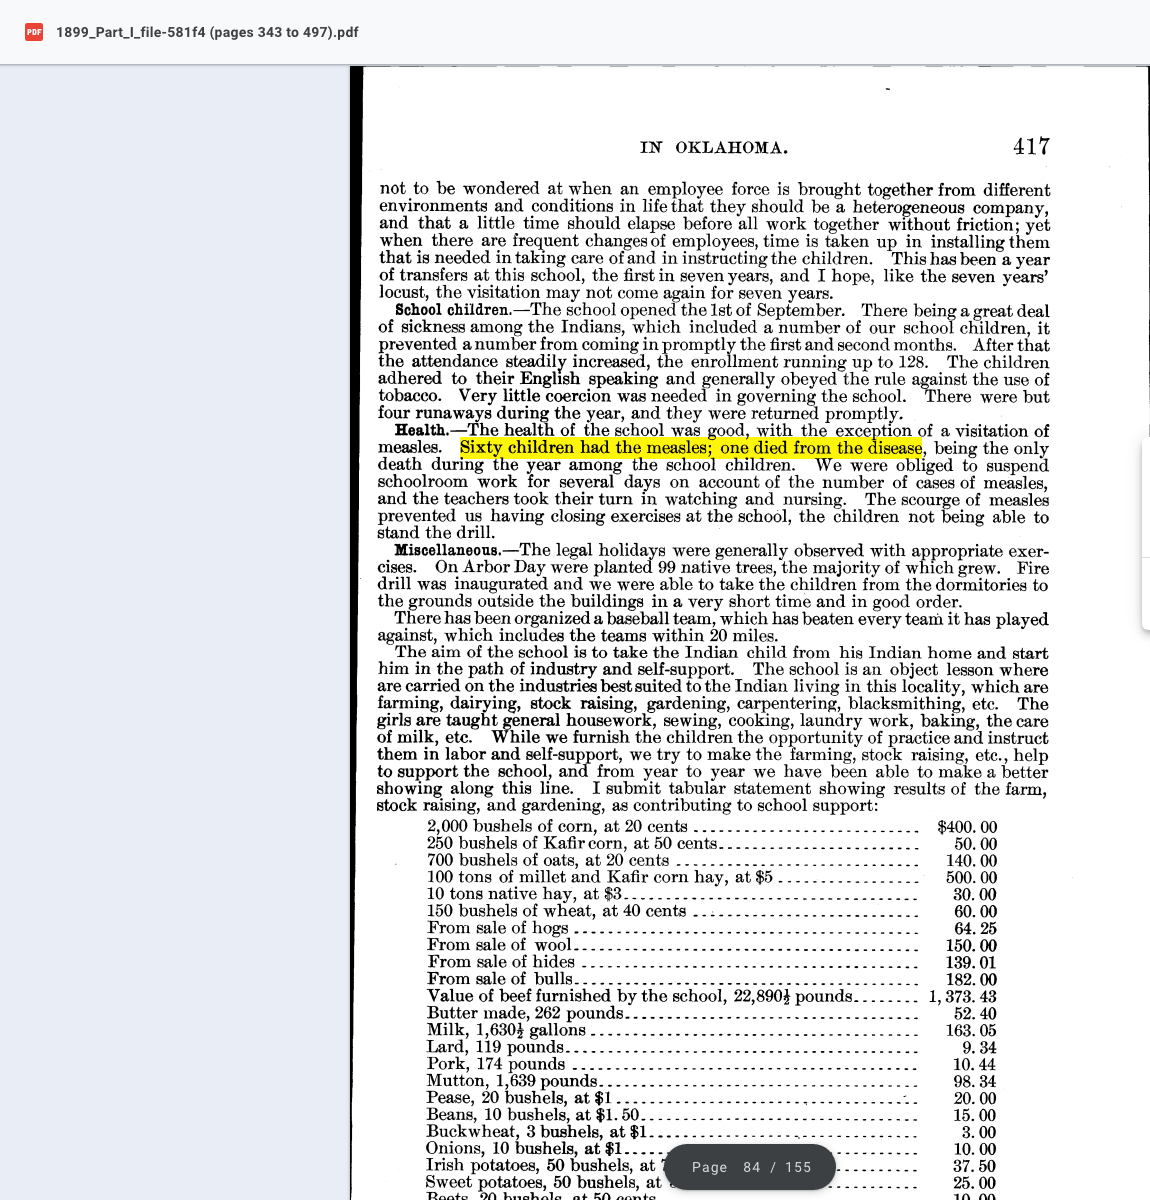 PDF 1899_Part_I_file-581f4 (pages 343 to 497).pdf
IN OKLAHOMA. 417
not to be wondered at when an employee force is brought together from different
environments and conditions in life that they should be a heterogeneous company,
and that a little time should elapse before all work together without friction; yet
when there are frequent changes of employees, time is taken up in installing them
that is needed in taking care of and in instructing the children. This has been a year
of transfers at this school, the first in seven years, and I hope, like the seven years'
locust, the visitation may not come again for seven years.
School children.—The school opened the 1st of September. There being a great deal
of sickness among the Indians, which included a number of our school children, it
prevented a number from coming in promptly the first and second months. After that
the attendance steadily increased, the enrollment running up to 128. The children
adhered to their English speaking and generally obeyed the rule against the use of
tobacco. Very little coercion was needed in governing the school. There were but
four runaways during the year, and they were returned promptly.
Health.—The health of the school was good, with the exception of a visitation of
measles. Sixty children had the measles; one died from the disease, being the only
death during the year among the school children. We were obliged to suspend
schoolroom work for several days on account of the number of cases of measles,
and the teachers took their turn in watching and nursing. The scourge of measles
prevented us having closing exercises at the school, the children not being able to
stand the drill.
Miscellaneous.—The legal holidays were generally observed with appropriate exer-
cises. On Arbor Day were planted 99 native trees, the majority of which grew. Fire
drill was inaugurated and we were able to take the children from the dormitories to
the grounds outside the buildings in a very short time and in good order.
There has been organized a baseball team, which has beaten every team it has played
against, which includes the teams within 20 miles.
The aim of the school is to take the Indian child from his Indian home and start
him in the path of industry and self-support. The school is an object lesson where
are carried on the industries best suited to the Indian living in this locality, which are
farming, dairying, stock raising, gardening, carpentering, blacksmithing, etc. The
girls are taught general housework, sewing, cooking, laundry work, baking, the care
of milk, etc. While we furnish the children the opportunity of practice and instruct
them in labor and self-support, we try to make the farming, stock raising, etc., help
to support the school, and from year to year we have been able to make a better
showing along this line. I submit tabular statement showing results of the farm,
stock raising, and gardening, as contributing to school support:
2,000 bushels of corn, at 20 cents $400.00
250 bushels of Kafir corn, at 50 cents 50.00
700 bushels of oats, at 20 cents 140.00
100 tons of millet and Kafir corn hay, at $5 500.00
10 tons native hay, at $3 30.00
150 bushels of wheat, at 40 cents 60.00
From sale of hogs 64.25
From sale of wool 150.00
From sale of hides 139.01
From sale of bulls 182.00
Value of beef furnished by the school, 22,890½ pounds 1,373.43
Butter made, 262 pounds 52.40
Milk, 1,630½ gallons 163.05
Lard, 119 pounds 9.34
Pork, 174 pounds 10.44
Mutton, 1,639 pounds 98.34
Pease, 20 bushels, at $1 20.00
Beans, 10 bushels, at $1.50 15.00
Buckwheat, 3 bushels, at $1 3.00
Onions, 10 bushels, at $1 10.00
Irish potatoes, 50 bushels, at 37.50
Sweet potatoes, 50 bushels, at 25.00
Beets, 20 bushels, at 50 cents 10.00
Page 84 / 155